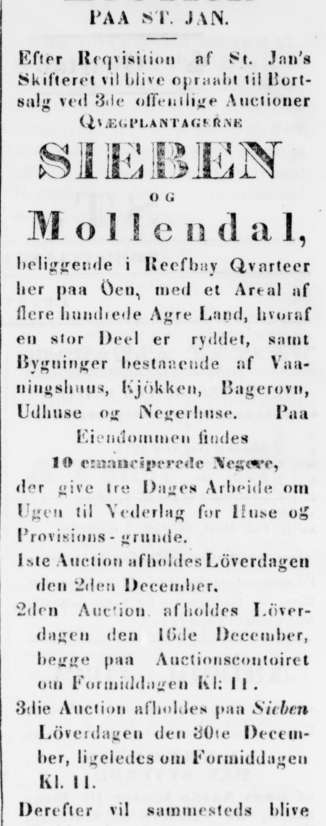 PAA ST. JAN.
Efter Reqvisition af St. Jan's
Skifteret vil blive opraabt til Bort-
salg ved 3de offentlige Auctioner
QVÆGPLANTAGERNE
SIEBEN
OG
Mollendal,
beliggende i Reefbay Qvarteer
her paa Öen, med et Areal af
flere hundrede Agre Land, hvoraf
en stor Deel er ryddet, samt
Bygninger bestaaende af Vaa-
ningshuus, Kjökken, Bagerovn,
Udhuse og Negerhuse. Paa
Eiendommen findes
10 emanciperede Negere,
der give tre Dages Arbeide om
Ugen til Vederlag for Huse og
Provisions-grunde.
1ste Auction afholdes Löverdagen
den 2den December.
2den Auction afholdes Löver-
dagen den 16de December,
begge paa Auctionscontoiret
om Formiddagen Kl: 11.
3die Auction afholdes paa Sieben
Löverdagen den 30te Decem-
ber, ligeledes om Formiddagen
Kl. 11.
Derefter vil sammesteds blive